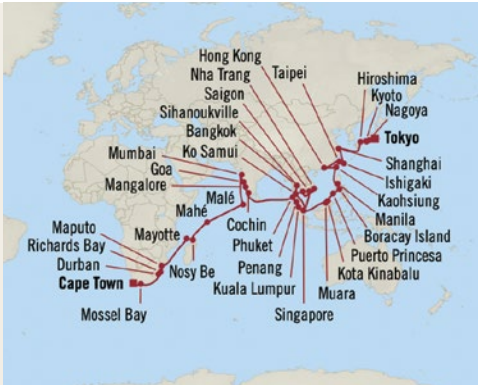 Hong Kong
Nha Trang
Taipei
Saigon
Hiroshima
Sihanoukville
Kyoto
Bangkok
Nagoya
Mumbai
Ko Samui
Tokyo
Goa
Mangalore
Malé
Shanghai
Ishigaki
Mahé
Cochin
Kaohsiung
Maputo
Mayotte
Phuket
Manila
Richards Bay
Boracay Island
Durban
Nosy Be
Penang
Puerto Princesa
Cape Town
Kuala Lumpur
Kota Kinabalu
Muara
Mossel Bay
Singapore